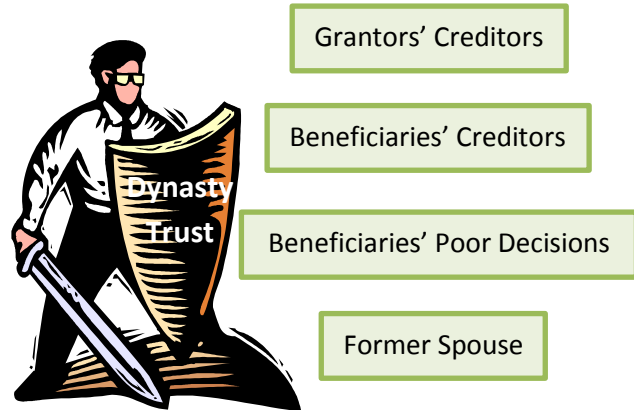 Grantors’ Creditors
Beneficiaries’ Creditors
Dynasty
Trust
Beneficiaries’ Poor Decisions
Former Spouse